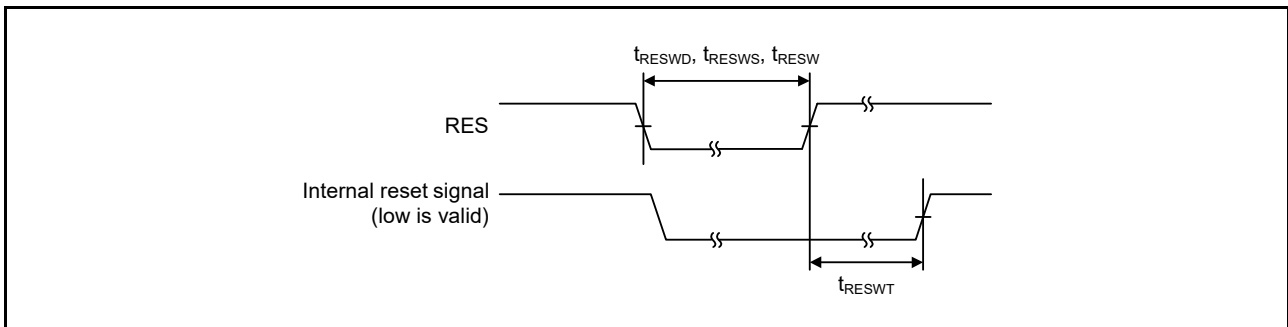 tRESWD, tRESWS, tRESW
RES
Internal reset signal
(low is valid)
tRESWT